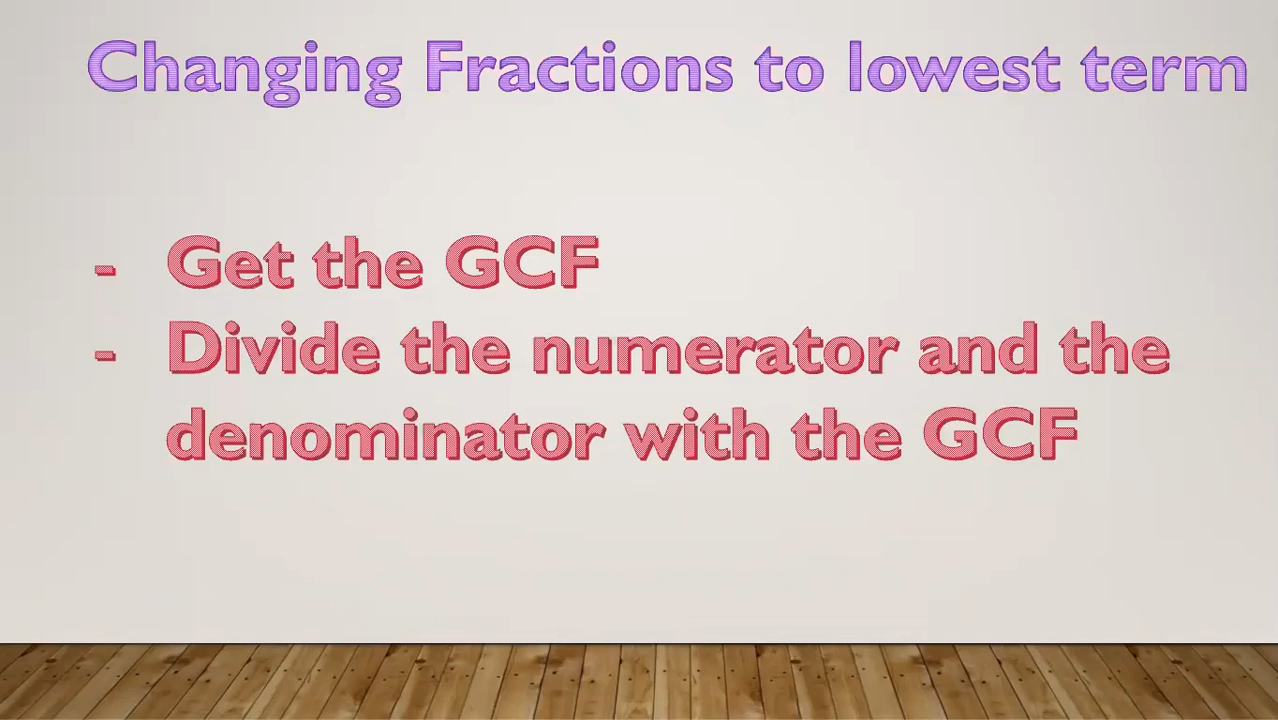 Changing Fractions to lowest term
- Get the GCF
- Divide the numerator and the
denominator with the GCF